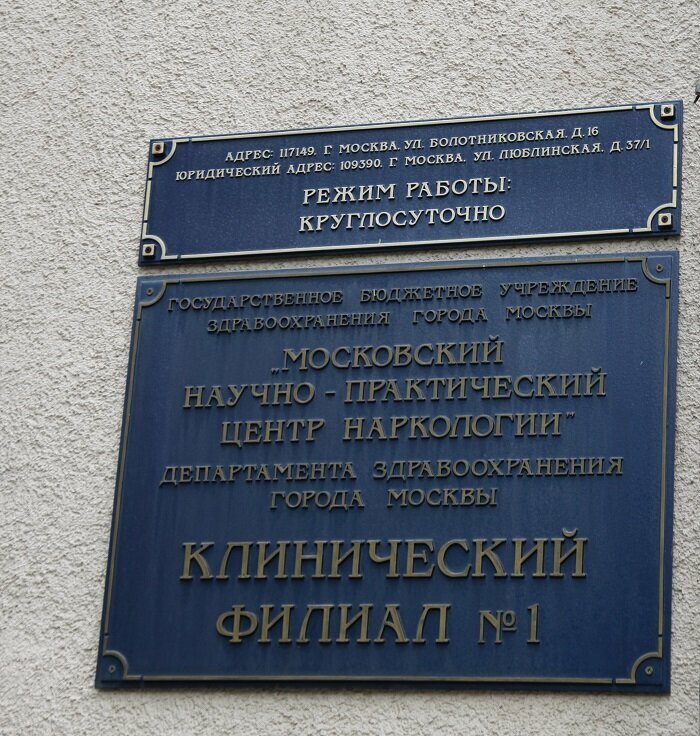 АДРЕС: 117149, Г. МОСКВА, УЛ. БОЛОТНИКОВСКАЯ, Д.16
ЮРИДИЧЕСКИЙ АДРЕС: 109390, Г. МОСКВА, УЛ. ЛЮБЛИНСКАЯ, Д.37/1
РЕЖИМ РАБОТЫ:
КРУГЛОСУТОЧНО
ГОСУДАРСТВЕННОЕ БЮДЖЕТНОЕ УЧРЕЖДЕНИЕ
ЗДРАВООХРАНЕНИЯ ГОРОДА МОСКВЫ
„МОСКОВСКИЙ
НАУЧНО - ПРАКТИЧЕСКИЙ
ЦЕНТР НАРКОЛОГИИ"
ДЕПАРТАМЕНТА ЗДРАВООХРАНЕНИЯ
ГОРОДА МОСКВЫ
КЛИНИЧЕСКИЙ
ФИЛИАЛ №1